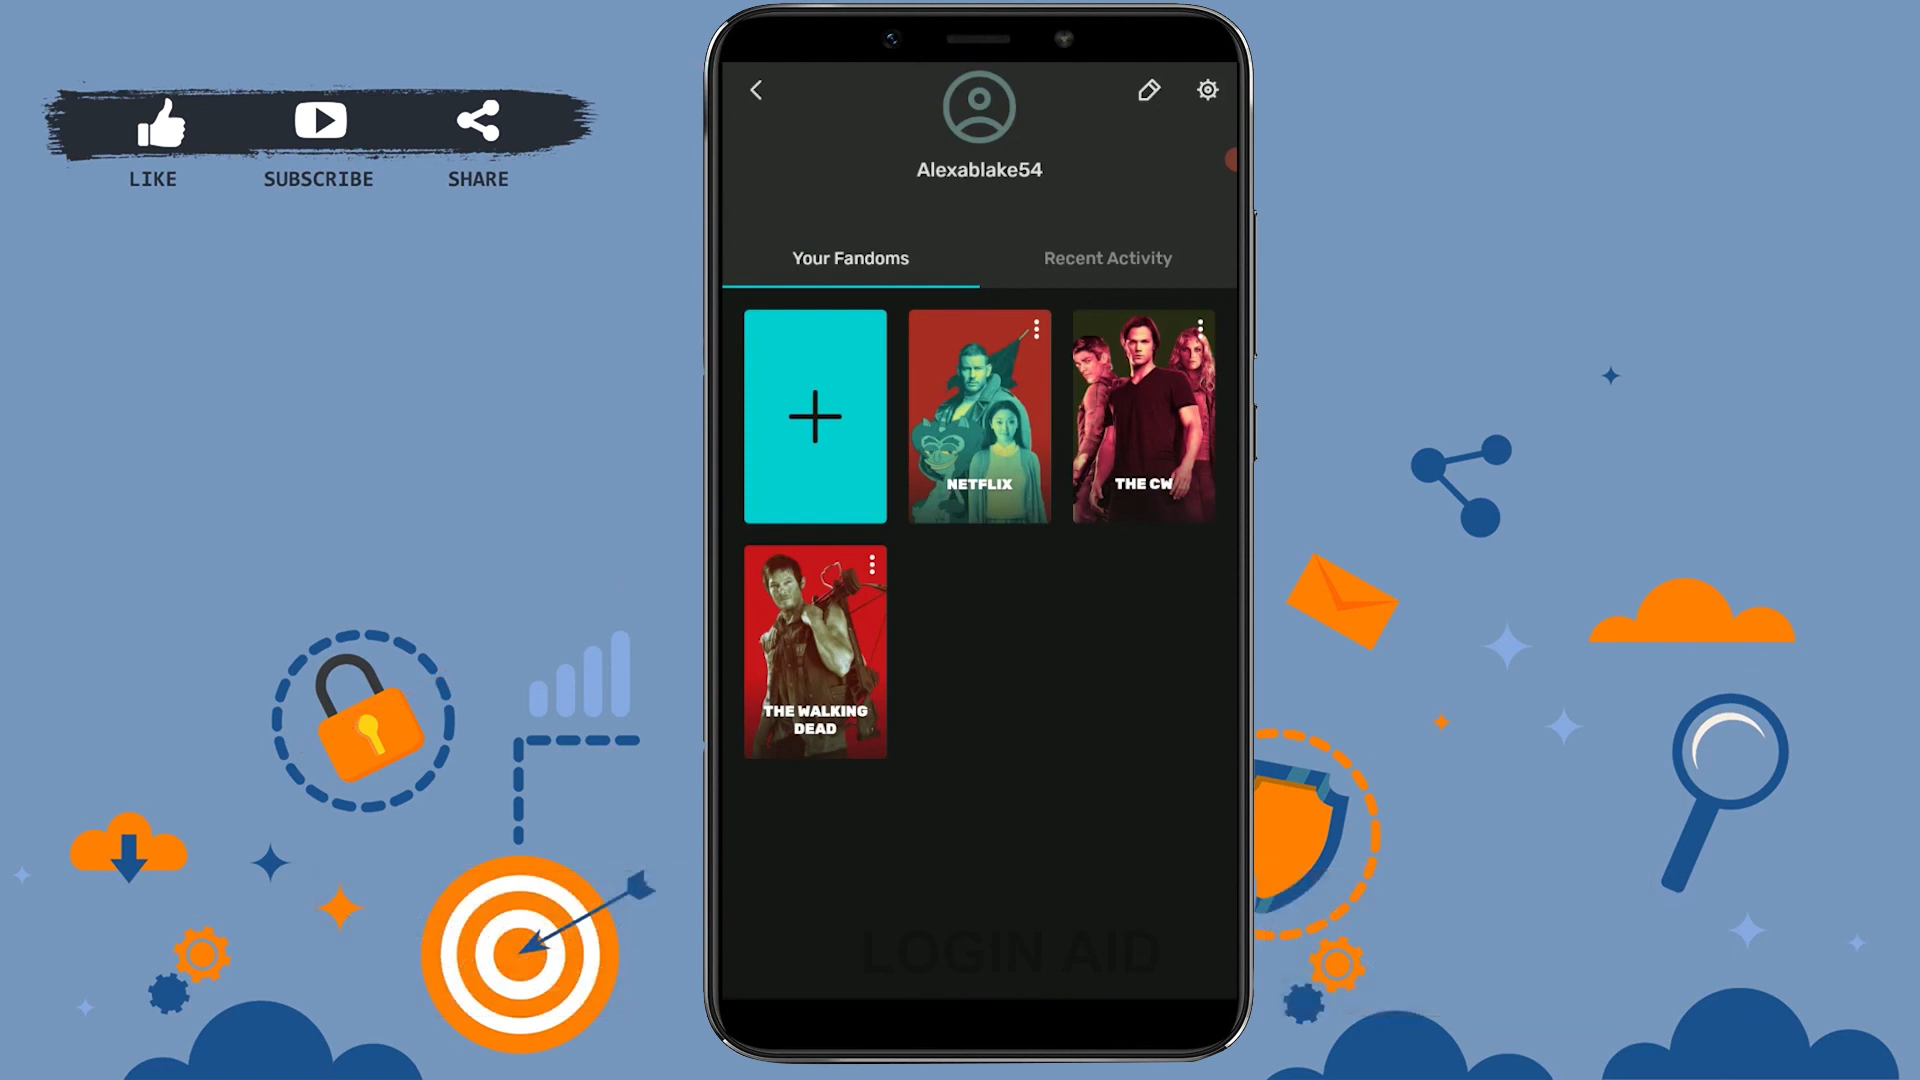 LIKE
SUBSCRIBE
SHARE
Alexablake54
Your Fandoms
Recent Activity
NETFLIX
THE CW
THE WALKING
DEAD
LOGIN AID